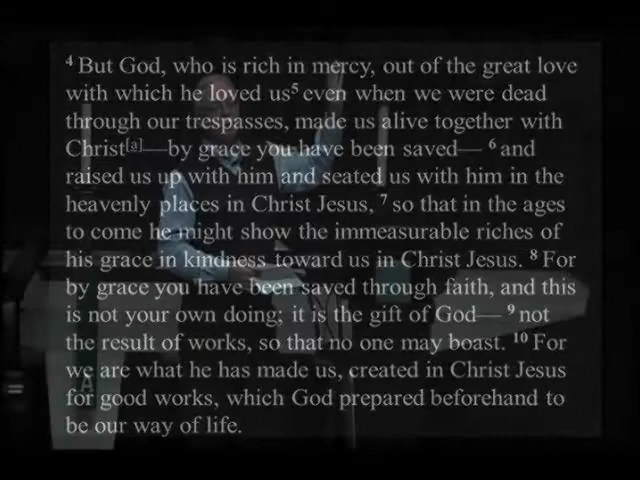 4 But God, who is rich in mercy, out of the great love
with which he loved us5 even when we were dead
through our trespasses, made us alive together with
Christ[a]—by grace you have been saved— 6 and
raised us up with him and seated us with him in the
heavenly places in Christ Jesus, 7 so that in the ages
to come he might show the immeasurable riches of
his grace in kindness toward us in Christ Jesus. 8 For
by grace you have been saved through faith, and this
is not your own doing; it is the gift of God— 9 not
the result of works, so that no one may boast. 10 For
we are what he has made us, created in Christ Jesus
for good works, which God prepared beforehand to
be our way of life.